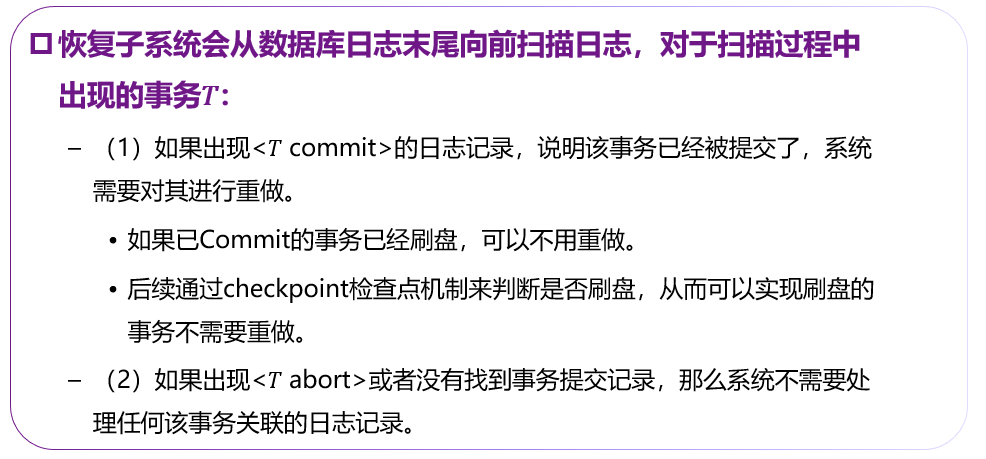 恢复子系统会从数据库日志末尾向前扫描日志，对于扫描过程中
出现的事务T：
– （1）如果出现<T commit>的日志记录，说明该事务已经被提交了，系统
需要对其进行重做。
• 如果已Commit的事务已经刷盘，可以不用重做。
• 后续通过checkpoint检查点机制来判断是否刷盘，从而可以实现刷盘的
事务不需要重做。
– （2）如果出现<T abort>或者没有找到事务提交记录，那么系统不需要处
理任何该事务关联的日志记录。